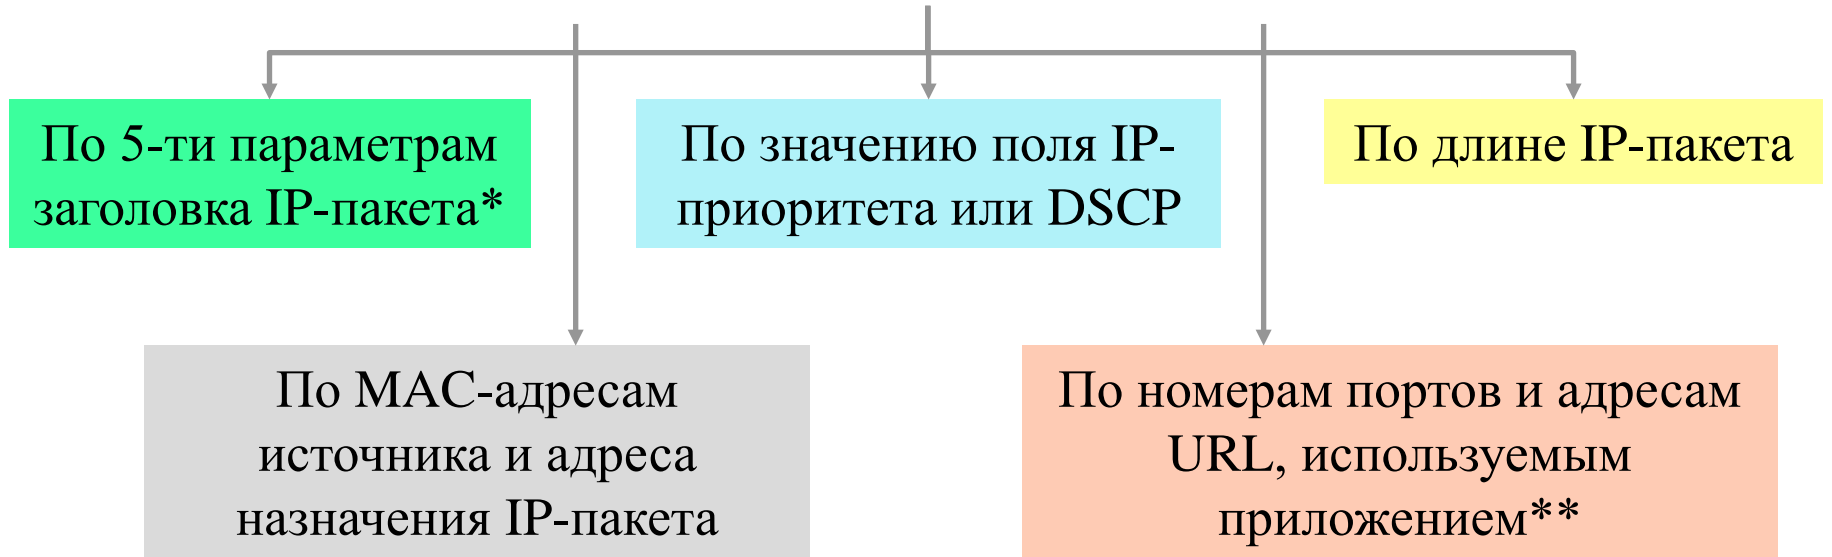 По 5-ти параметрам
заголовка IP-пакета*
По значению поля IP-
приоритета или DSCP
По длине IP-пакета
По MAC-адресам
источника и адреса
назначения IP-пакета
По номерам портов и адресам
URL, используемым
приложением**